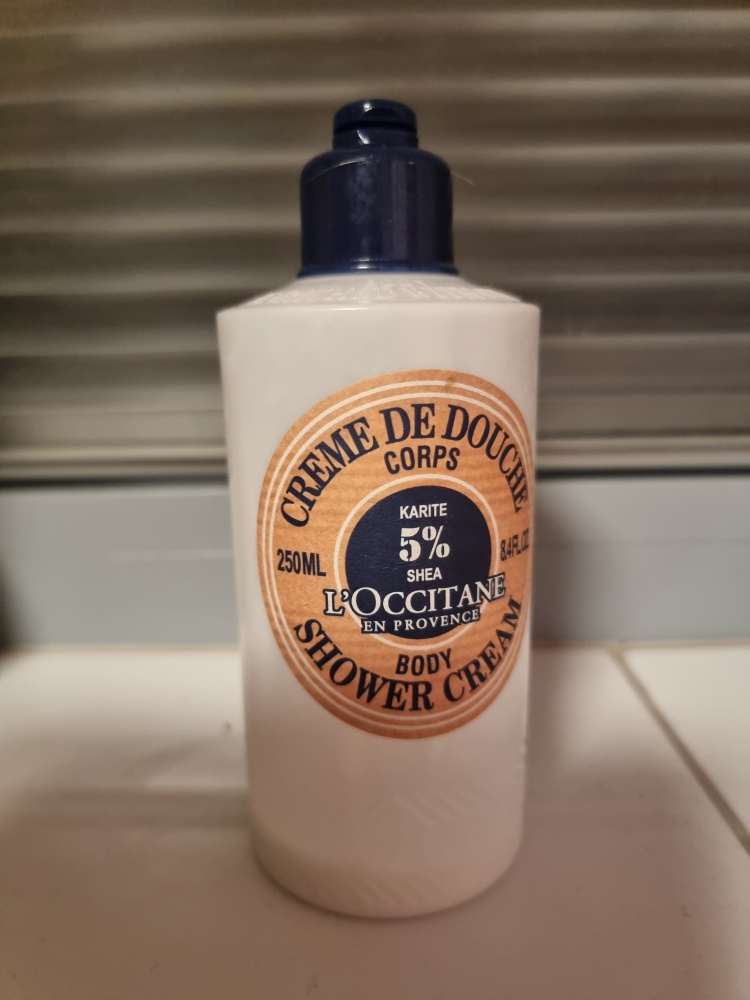 CREME DE DOUCHE
CORPS
KARITE
5%
SHEA
250ML
8.4FL.OZ
L'OCCITANE
EN PROVENCE
BODY
SHOWER CREAM